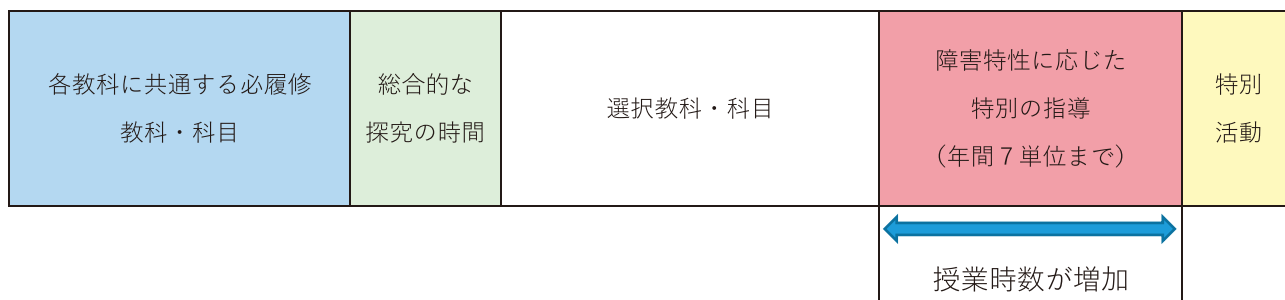 各教科に共通する必履修
教科・科目
総合的な
探究の時間
選択教科・科目
障害特性に応じた
特別の指導
（年間７単位まで）
特別
活動
授業時数が増加